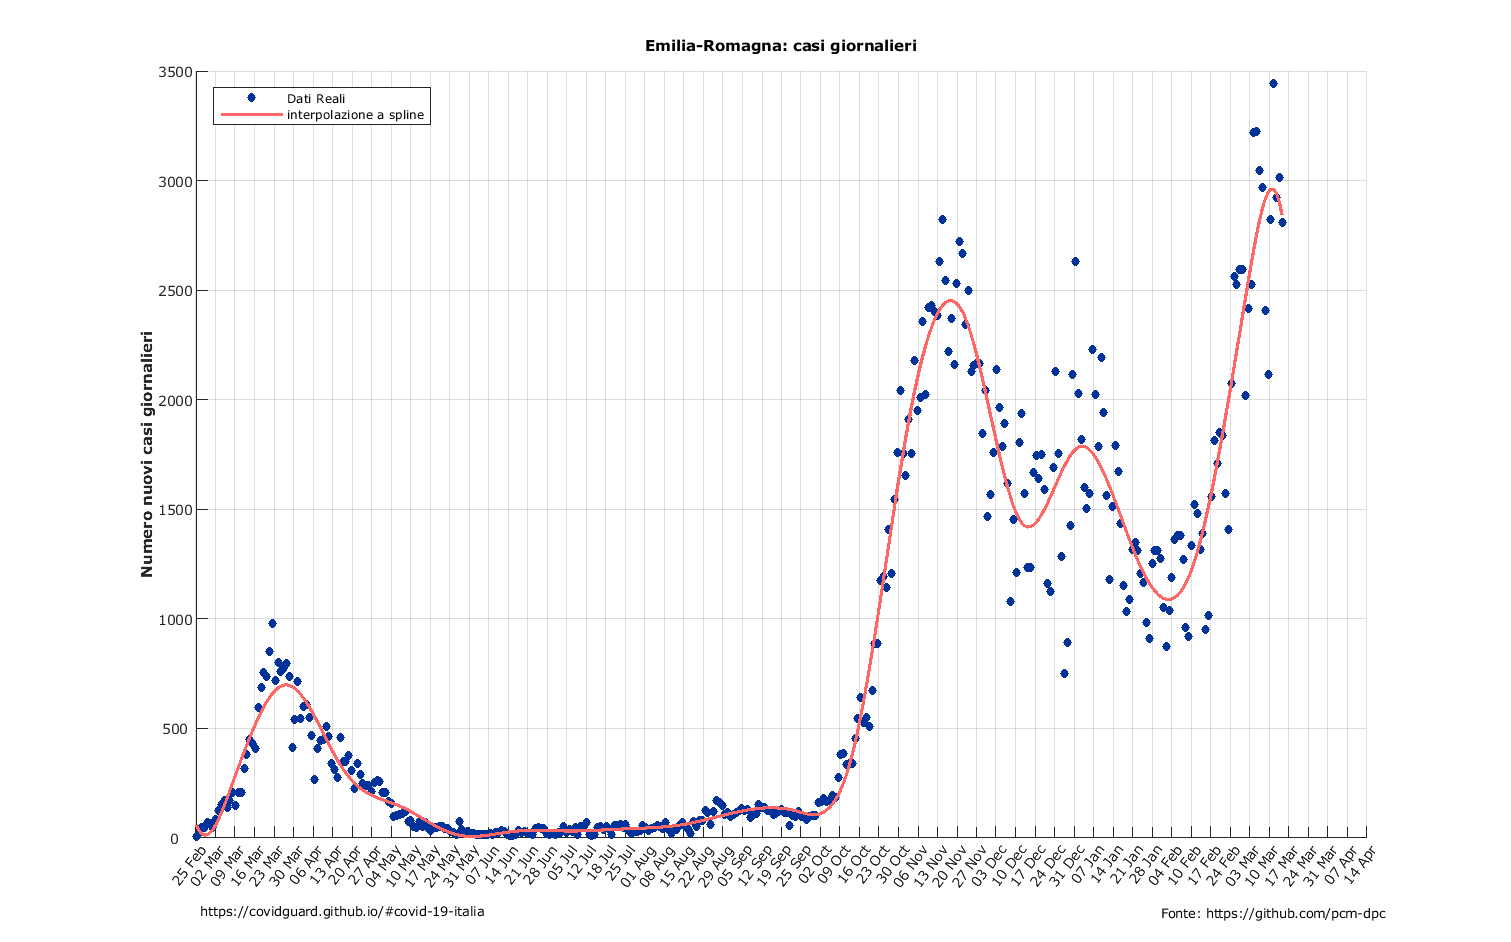 Emilia-Romagna: casi giornalieri
Dati Reali
interpolazione a spline
Numero nuovi casi giornalieri
3500
3000
2500
2000
1500
1000
500
0
25 Feb
02 Mar
09 Mar
16 Mar
23 Mar
30 Mar
06 Apr
13 Apr
20 Apr
27 Apr
04 May
10 May
17 May
24 May
31 May
07 Jun
14 Jun
21 Jun
28 Jun
05 Jul
12 Jul
18 Jul
25 Jul
01 Aug
08 Aug
15 Aug
22 Aug
29 Aug
05 Sep
12 Sep
19 Sep
25 Sep
02 Oct
09 Oct
16 Oct
23 Oct
30 Oct
06 Nov
13 Nov
20 Nov
27 Nov
03 Dec
10 Dec
17 Dec
24 Dec
31 Dec
07 Jan
14 Jan
21 Jan
28 Jan
04 Feb
10 Feb
17 Feb
24 Feb
03 Mar
10 Mar
17 Mar
24 Mar
31 Mar
07 Apr
14 Apr
https://covidguard.github.io/#covid-19-italia
Fonte: https://github.com/pcm-dpc